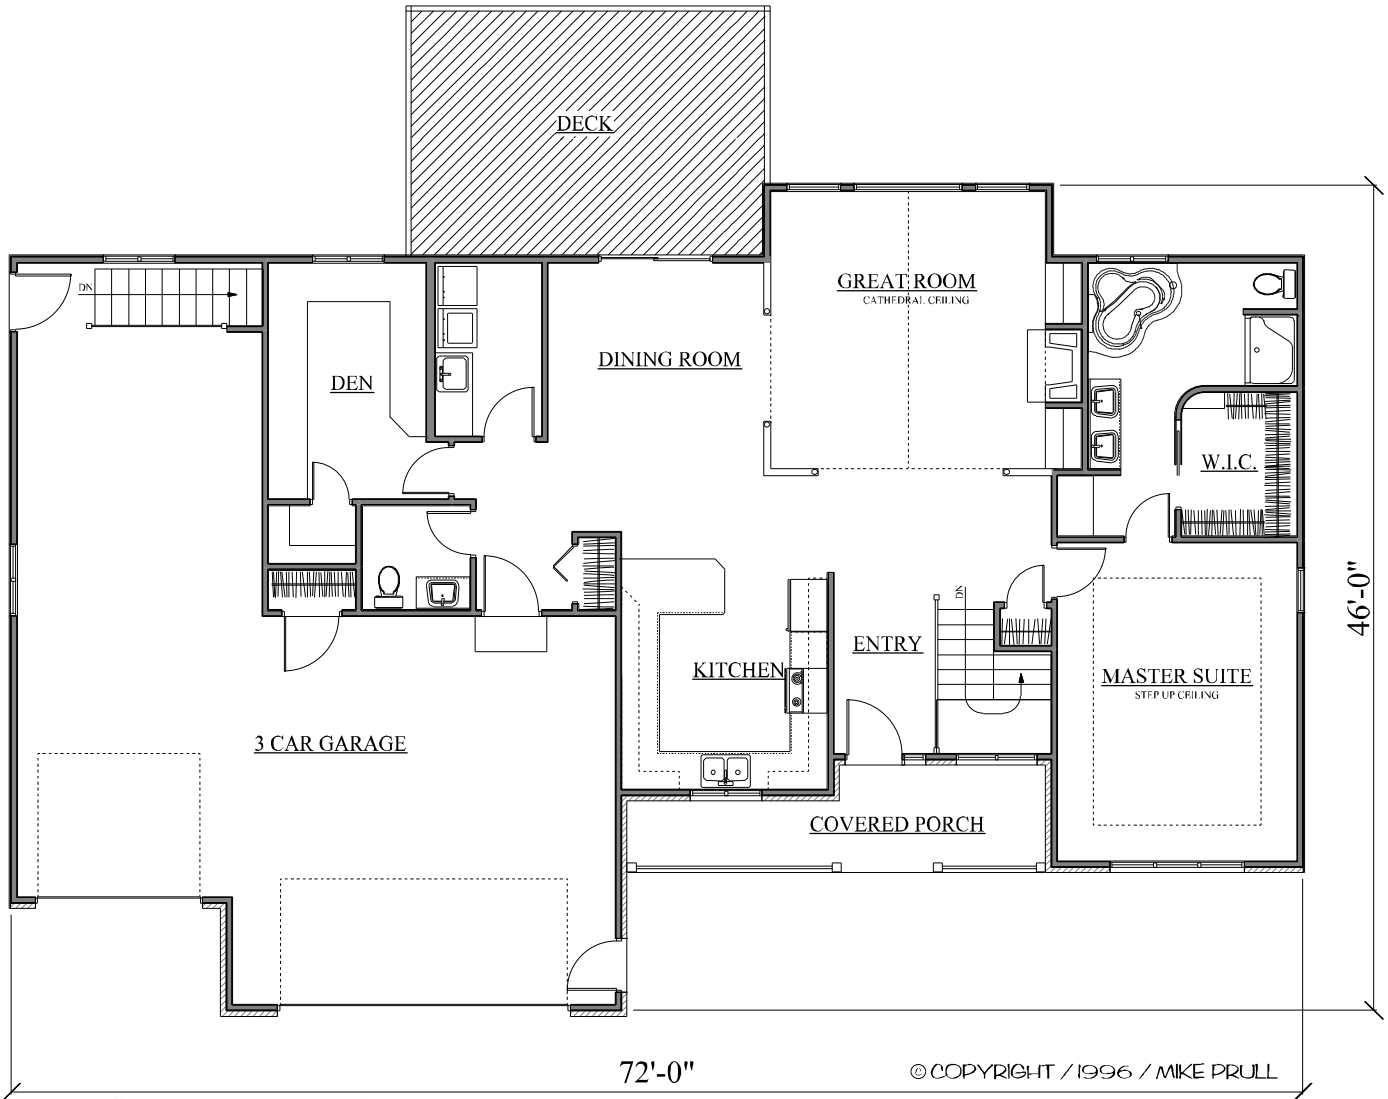 DECK
GREAT ROOM
CATHEDRAL CEILING
DN
DINING ROOM
DEN
W.I.C.
DN
46'-0"
ENTRY
KITCHEN
MASTER SUITE
STEP UP CEILING
3 CAR GARAGE
COVERED PORCH
72'-0"
© COPYRIGHT / 1996 / MIKE PRULL